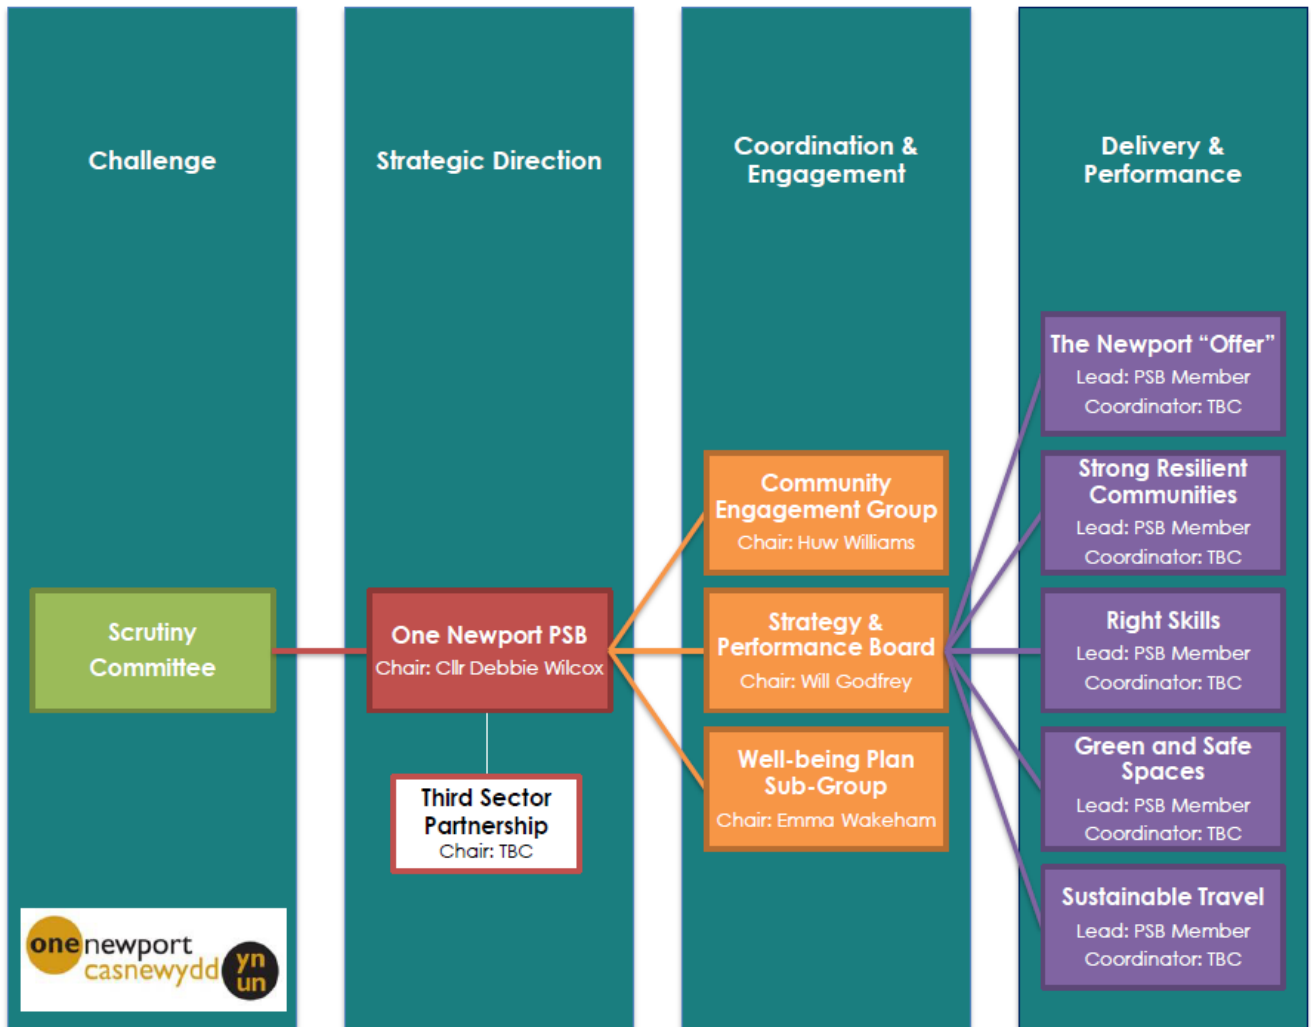 Challenge
Strategic Direction
Coordination &
Engagement
Delivery &
Performance
Scrutiny
Committee
One Newport PSB
Chair: Cllr Debbie Wilcox
Third Sector
Partnership
Chair: TBC
Community
Engagement Group
Chair: Huw Williams
Strategy &
Performance Board
Chair: Will Godfrey
Well-being Plan
Sub-Group
Chair: Emma Wakeham
The Newport “Offer”
Lead: PSB Member
Coordinator: TBC
Strong Resilient
Communities
Lead: PSB Member
Coordinator: TBC
Right Skills
Lead: PSB Member
Coordinator: TBC
Green and Safe
Spaces
Lead: PSB Member
Coordinator: TBC
Sustainable Travel
Lead: PSB Member
Coordinator: TBC
one newport
casnewydd
yn
un